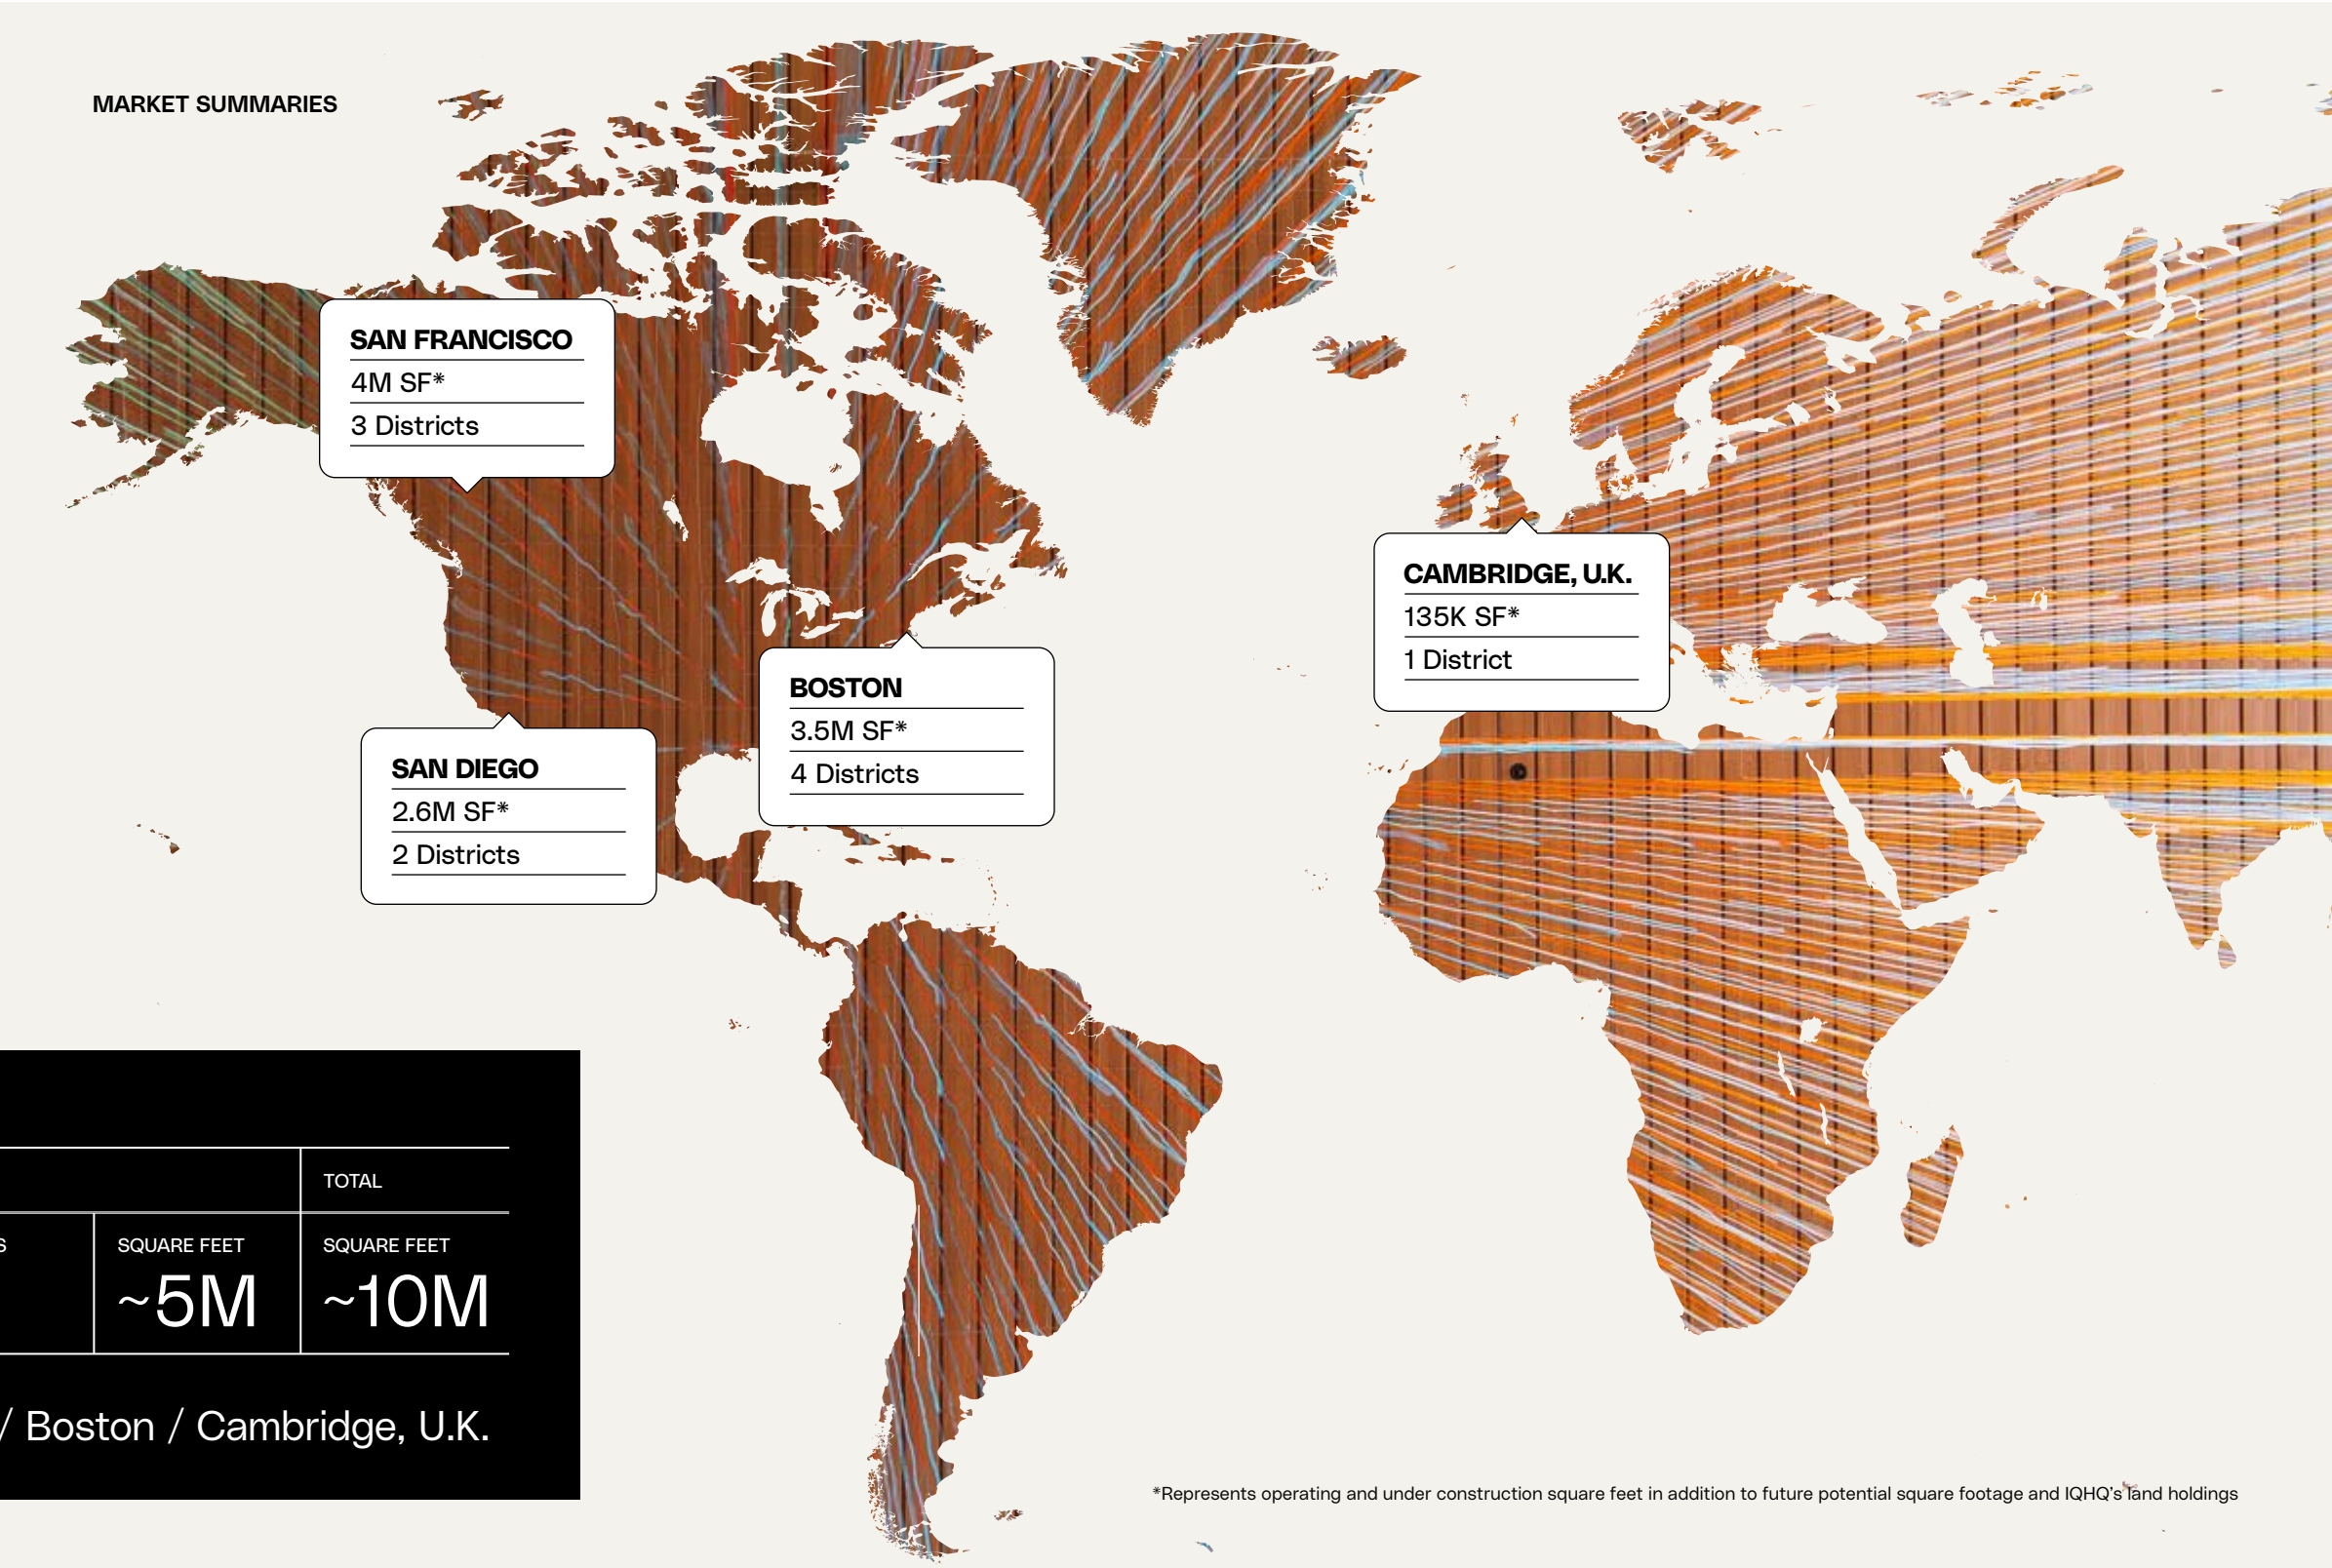 MARKET SUMMARIES
SAN FRANCISCO
4M SF*
3 Districts
CAMBRIDGE, U.K.
135K SF*
1 District
BOSTON
3.5M SF*
4 Districts
SAN DIEGO
2.6M SF*
2 Districts
TOTAL
S
SQUARE FEET
~5M
SQUARE FEET
~10M
/ Boston / Cambridge, U.K.
*Represents operating and under construction square feet in addition to future potential square footage and IQHQ's land holdings